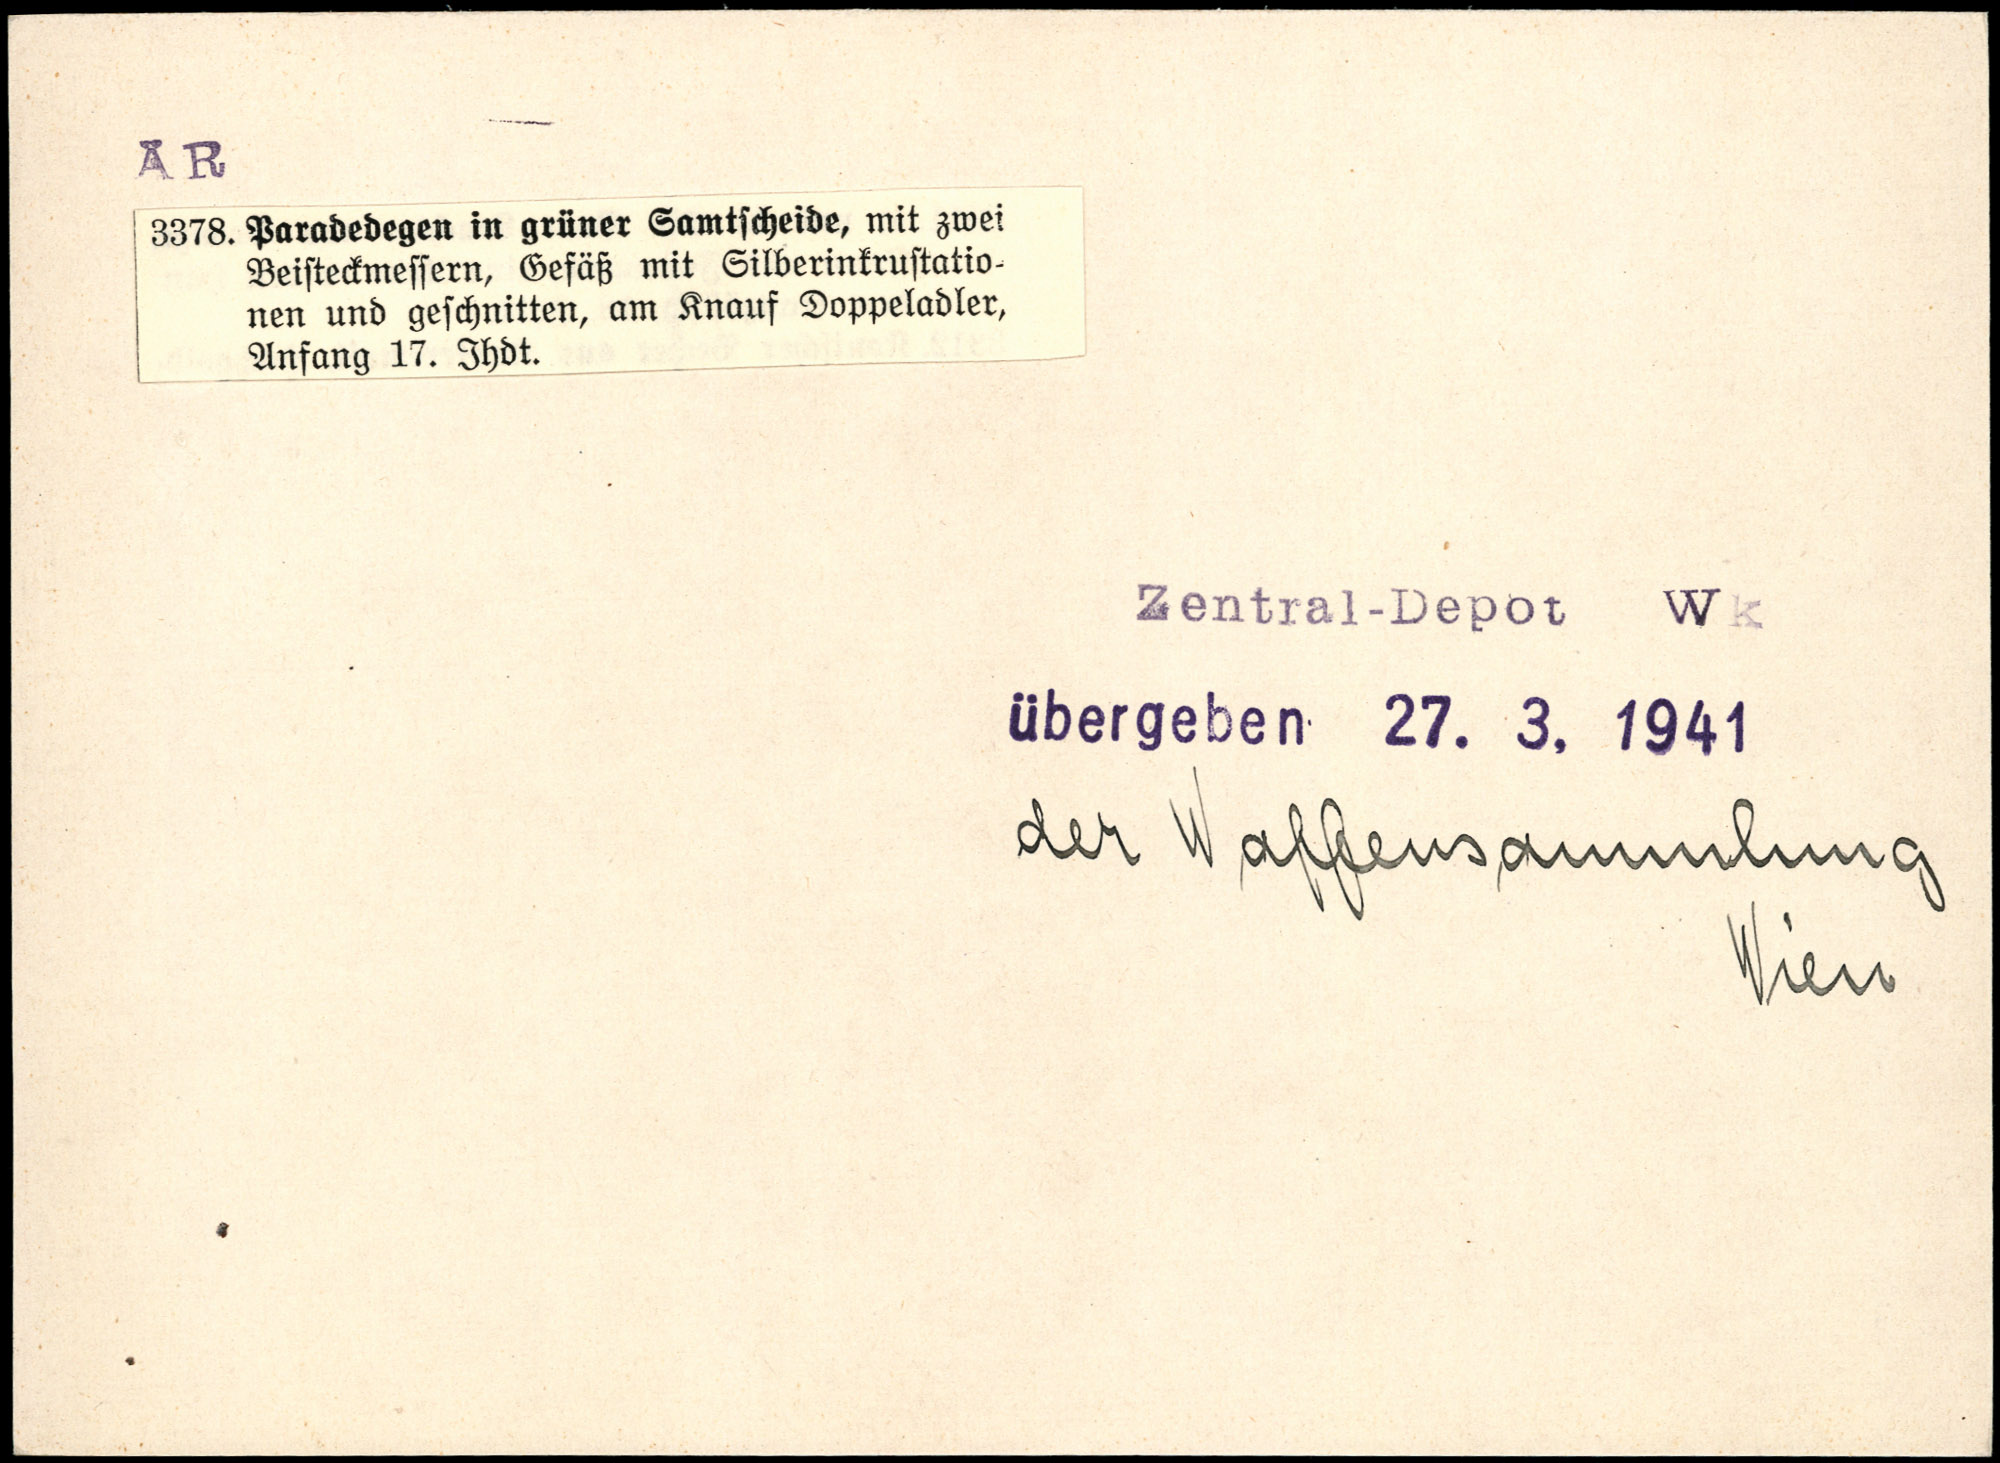 AR
3378. Paradedegen in grüner Samtscheide, mit zwei
Beisteckmessern, Gefäß mit Silberinkrustatio-
nen und geschnitten, am Knauf Doppeladler,
Anfang 17. Jhdt.
Zentral-Depot Wk
übergeben 27. 3. 1941
der Waffensammlung
Wien